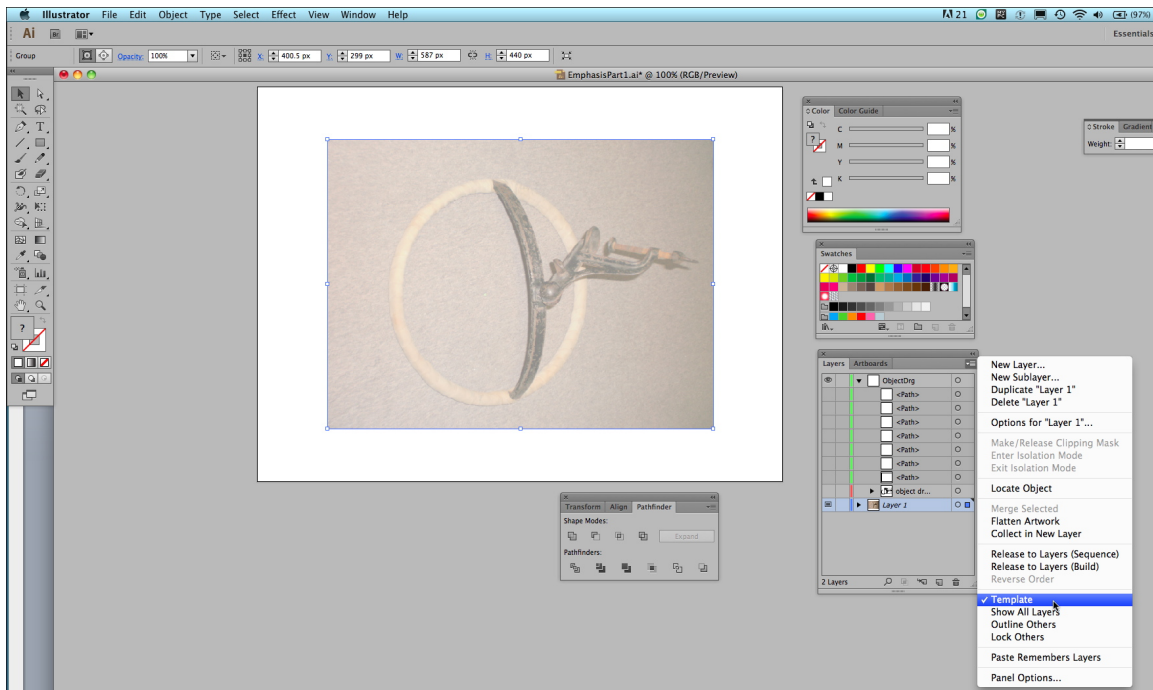 Illustrator File Edit Object Type Select Effect View Window Help 21 (97%)
Ai Br Essentials
Group Opacity: 100% X: 400.5 px Y: 299 px W: 587 px H: 440 px
EmphasisPart1.ai* @ 100% (RGB/Preview)
Color Color Guide
? C %
M %
Y %
K %
Stroke Gradient
Weight:
Swatches
?
Layers Artboards
ObjectDrg
<Path>
<Path>
<Path>
<Path>
<Path>
<Path>
<Path>
object dr...
Layer 1
2 Layers
New Layer...
New Sublayer...
Duplicate "Layer 1"
Delete "Layer 1"
Options for "Layer 1"...
Make/Release Clipping Mask
Enter Isolation Mode
Exit Isolation Mode
Locate Object
Merge Selected
Flatten Artwork
Collect in New Layer
Release to Layers (Sequence)
Release to Layers (Build)
Reverse Order
✓ Template
Show All Layers
Outline Others
Lock Others
Paste Remembers Layers
Panel Options...
Transform Align Pathfinder
Shape Modes:
Expand
Pathfinders: